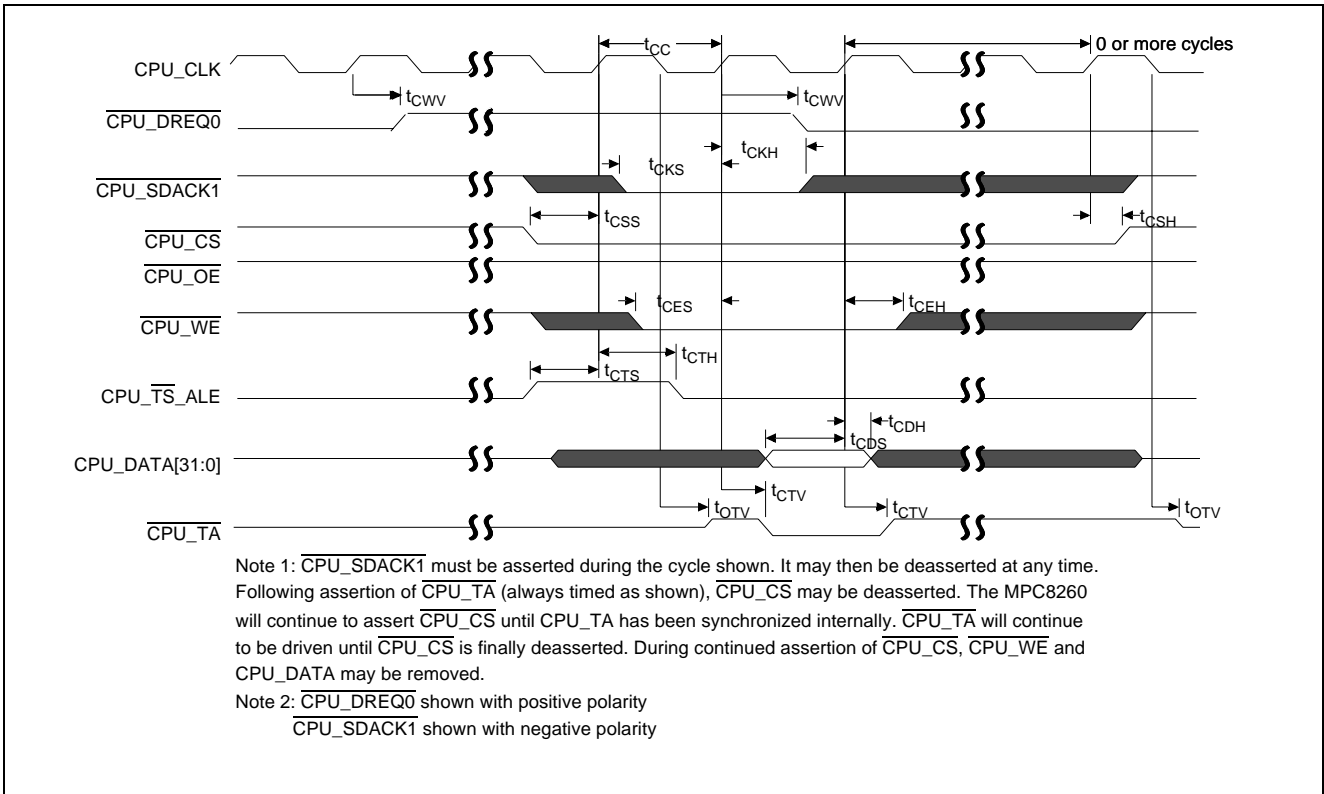 t_CC
0 or more cycles
CPU_CLK
t_CWV
t_CWV
CPU_DREQ0
t_CKH
t_CKS
CPU_SDACK1
t_CSS
t_CSH
CPU_CS
CPU_OE
t_CES
t_CEH
CPU_WE
t_CTH
t_CTS
CPU_TS_ALE
t_CDH
t_CDS
CPU_DATA[31:0]
t_CTV
t_OTV
t_CTV
t_OTV
CPU_TA
Note 1: CPU_SDACK1 must be asserted during the cycle shown. It may then be deasserted at any time.
Following assertion of CPU_TA (always timed as shown), CPU_CS may be deasserted. The MPC8260
will continue to assert CPU_CS until CPU_TA has been synchronized internally. CPU_TA will continue
to be driven until CPU_CS is finally deasserted. During continued assertion of CPU_CS, CPU_WE and
CPU_DATA may be removed.
Note 2: CPU_DREQ0 shown with positive polarity
CPU_SDACK1 shown with negative polarity